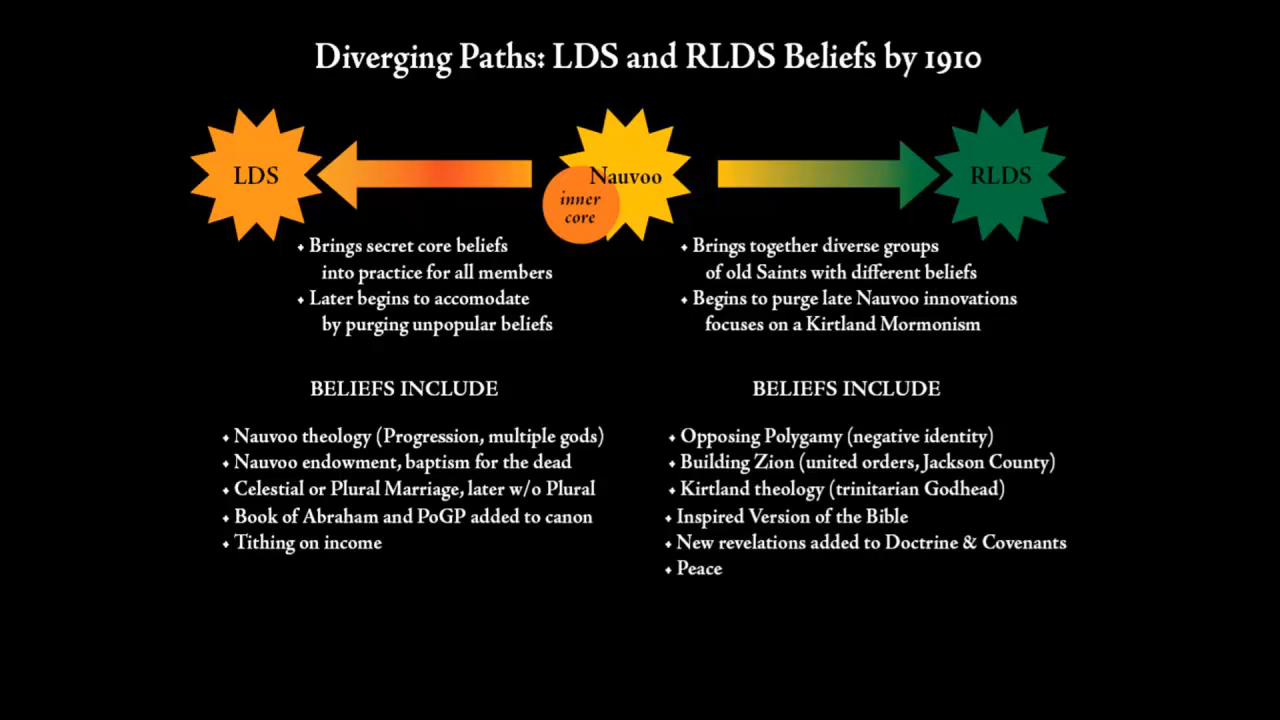 Diverging Paths: LDS and RLDS Beliefs by 1910
LDS
Nauvoo
inner
core
RLDS
• Brings secret core beliefs
into practice for all members
• Later begins to accomodate
by purging unpopular beliefs
• Brings together diverse groups
of old Saints with different beliefs
• Begins to purge late Nauvoo innovations
focuses on a Kirtland Mormonism
BELIEFS INCLUDE
• Nauvoo theology (Progression, multiple gods)
• Nauvoo endowment, baptism for the dead
• Celestial or Plural Marriage, later w/o Plural
• Book of Abraham and PoGP added to canon
• Tithing on income
BELIEFS INCLUDE
• Opposing Polygamy (negative identity)
• Building Zion (united orders, Jackson County)
• Kirtland theology (trinitarian Godhead)
• Inspired Version of the Bible
• New revelations added to Doctrine & Covenants
• Peace